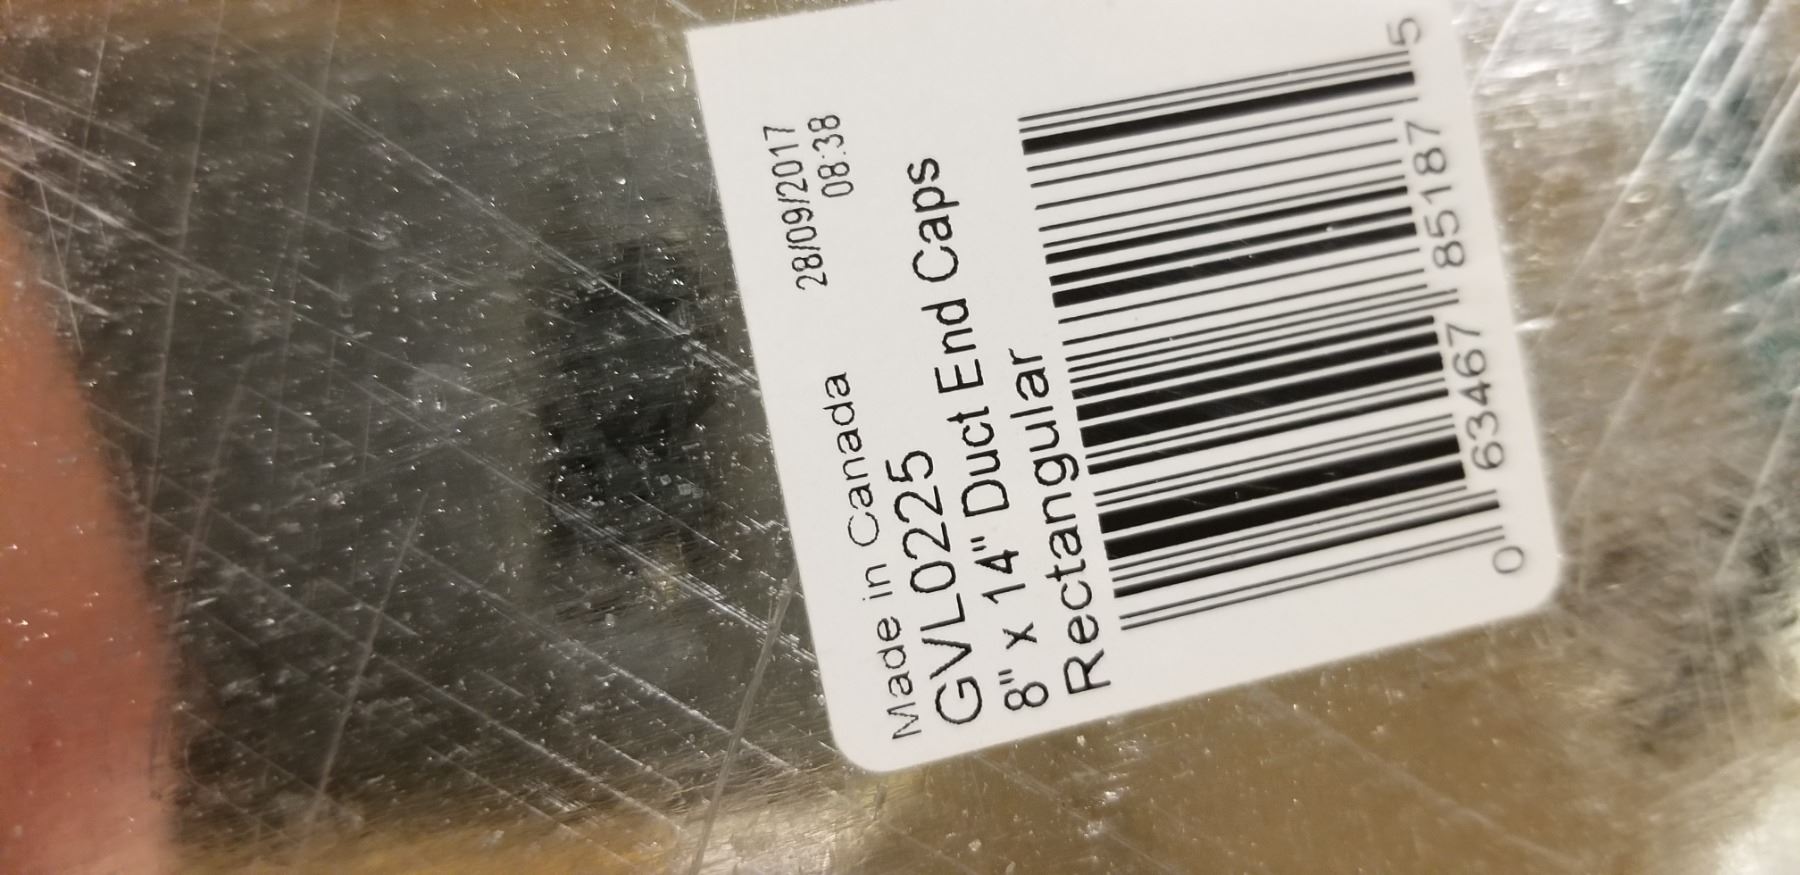 Made in Canada 28/09/2017
08:38
GVL0225
8" x 14" Duct End Caps
Rectangular
0 63467 85187 5